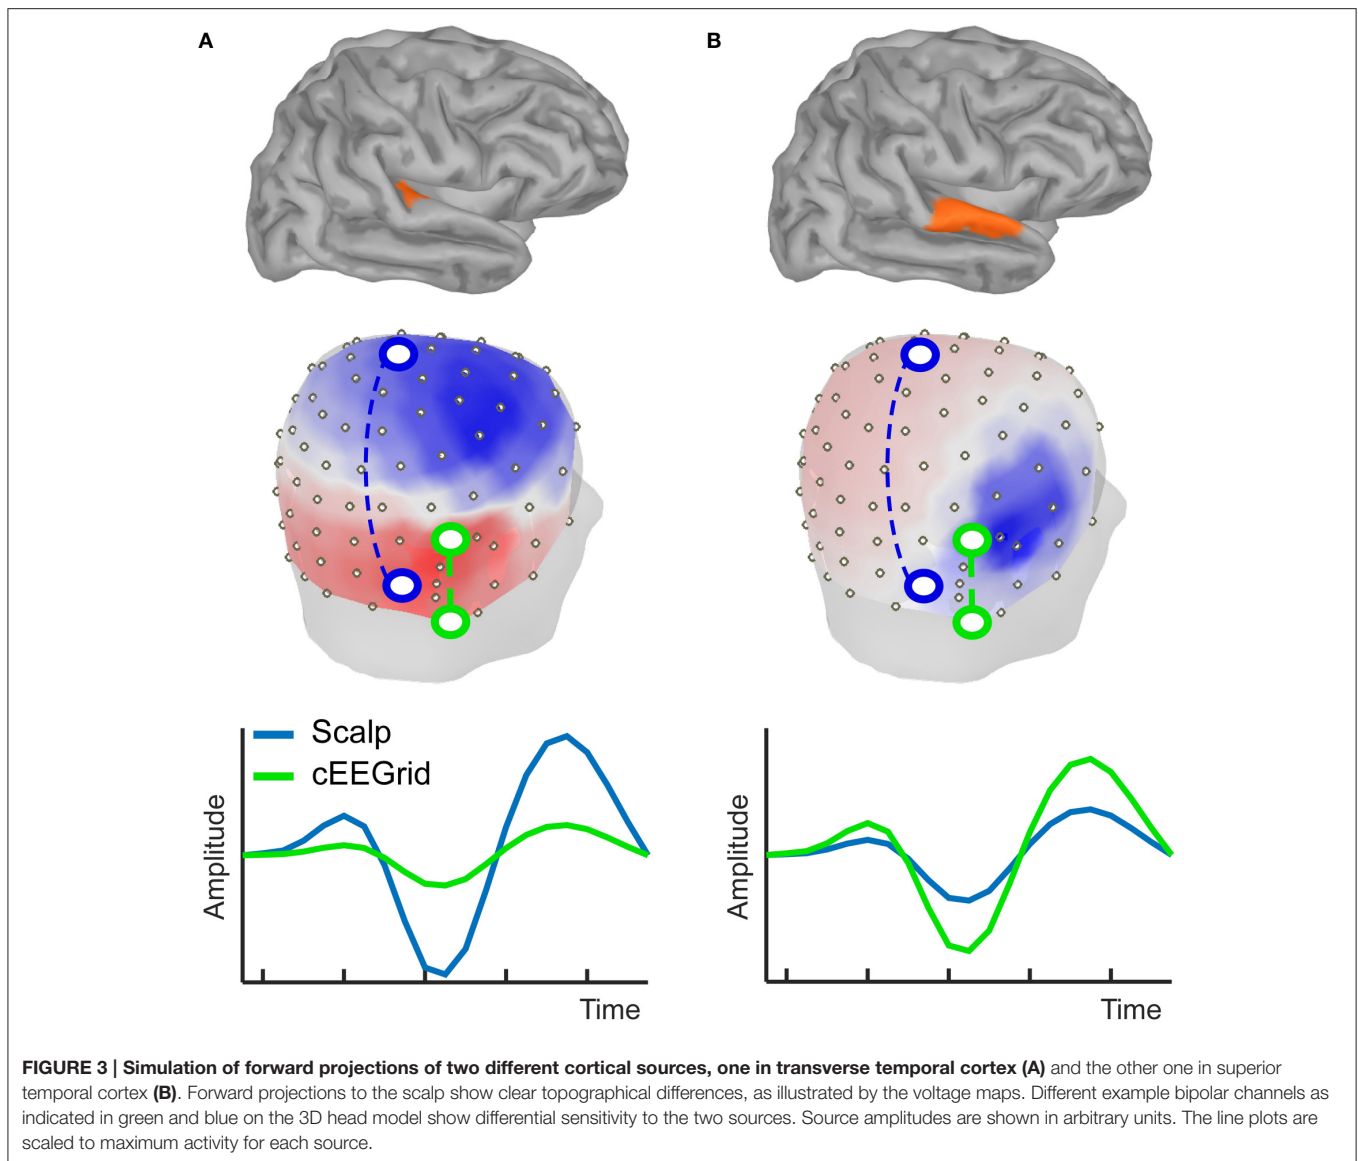 A
B
Scalp
cEEGrid
Amplitude
Time
Amplitude
Time
FIGURE 3 | Simulation of forward projections of two different cortical sources, one in transverse temporal cortex (A) and the other one in superior
temporal cortex (B). Forward projections to the scalp show clear topographical differences, as illustrated by the voltage maps. Different example bipolar channels as
indicated in green and blue on the 3D head model show differential sensitivity to the two sources. Source amplitudes are shown in arbitrary units. The line plots are
scaled to maximum activity for each source.